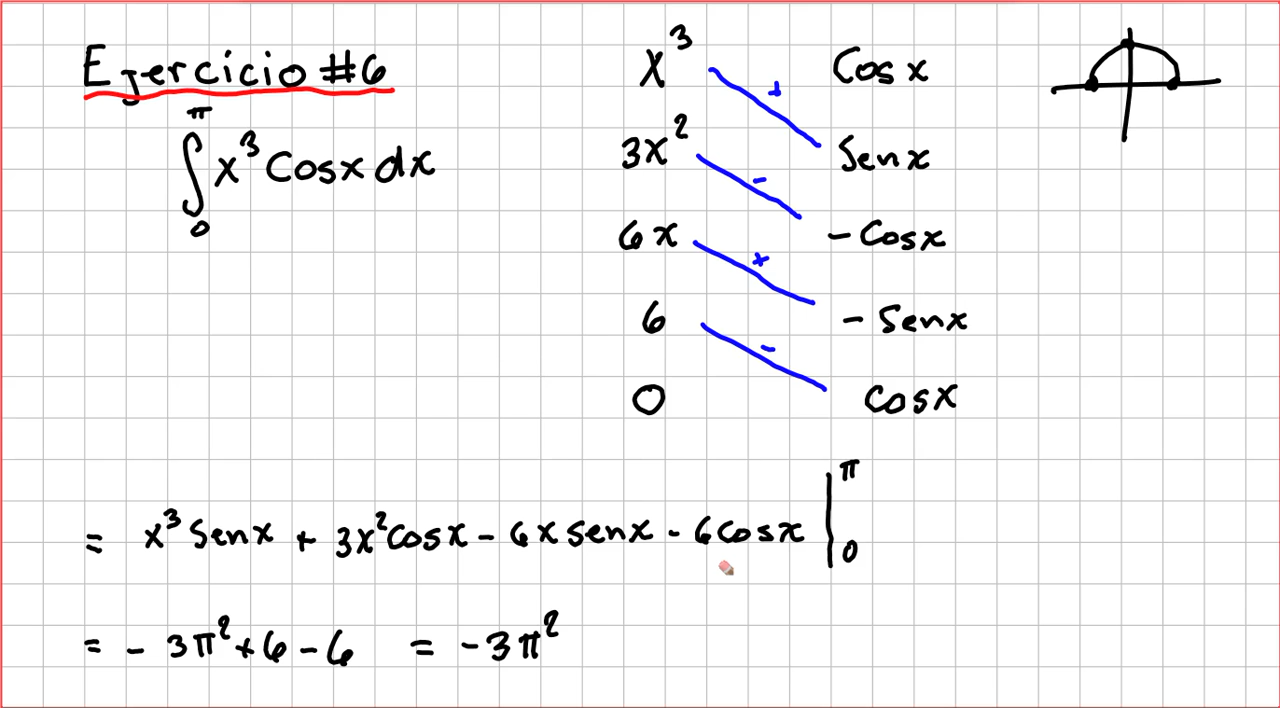 Ejercicio #6
∫₀^π x³ Cos x dx
x³ + Cos x
3x² - Sen x
6x + - Cos x
6 - - Sen x
0 Cos x
= x³ Sen x + 3x² Cos x - 6x sen x - 6 cos x |₀^π
= - 3π² + 6 - 6 = - 3π²